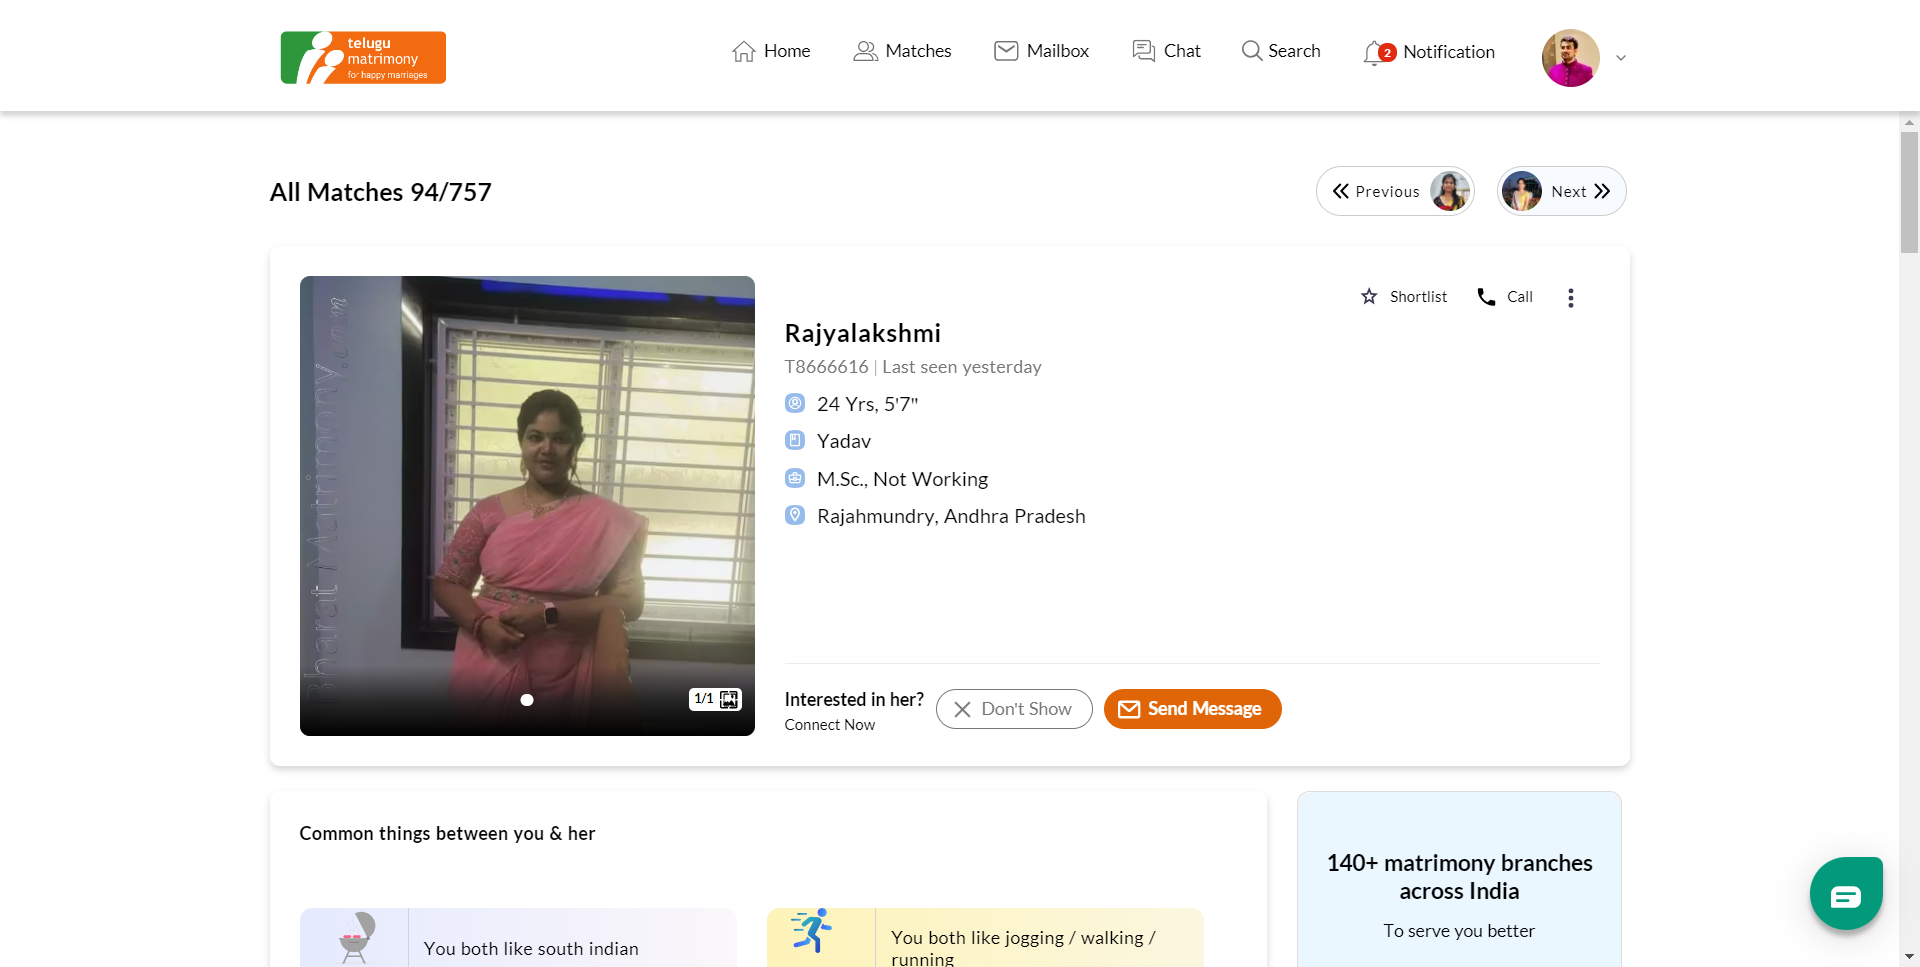 telugu
matrimony
for happy marriages
Home
Matches
Mailbox
Chat
Search
2
Notification
All Matches 94/757
Previous
Next
Bharat Matrimony.com
1/1
Shortlist
Call
Rajyalakshmi
T8666616 | Last seen yesterday
24 Yrs, 5'7"
Yadav
M.Sc., Not Working
Rajahmundry, Andhra Pradesh
Interested in her?
Connect Now
Don't Show
Send Message
Common things between you & her
You both like south indian
You both like jogging / walking /
running
140+ matrimony branches
across India
To serve you better